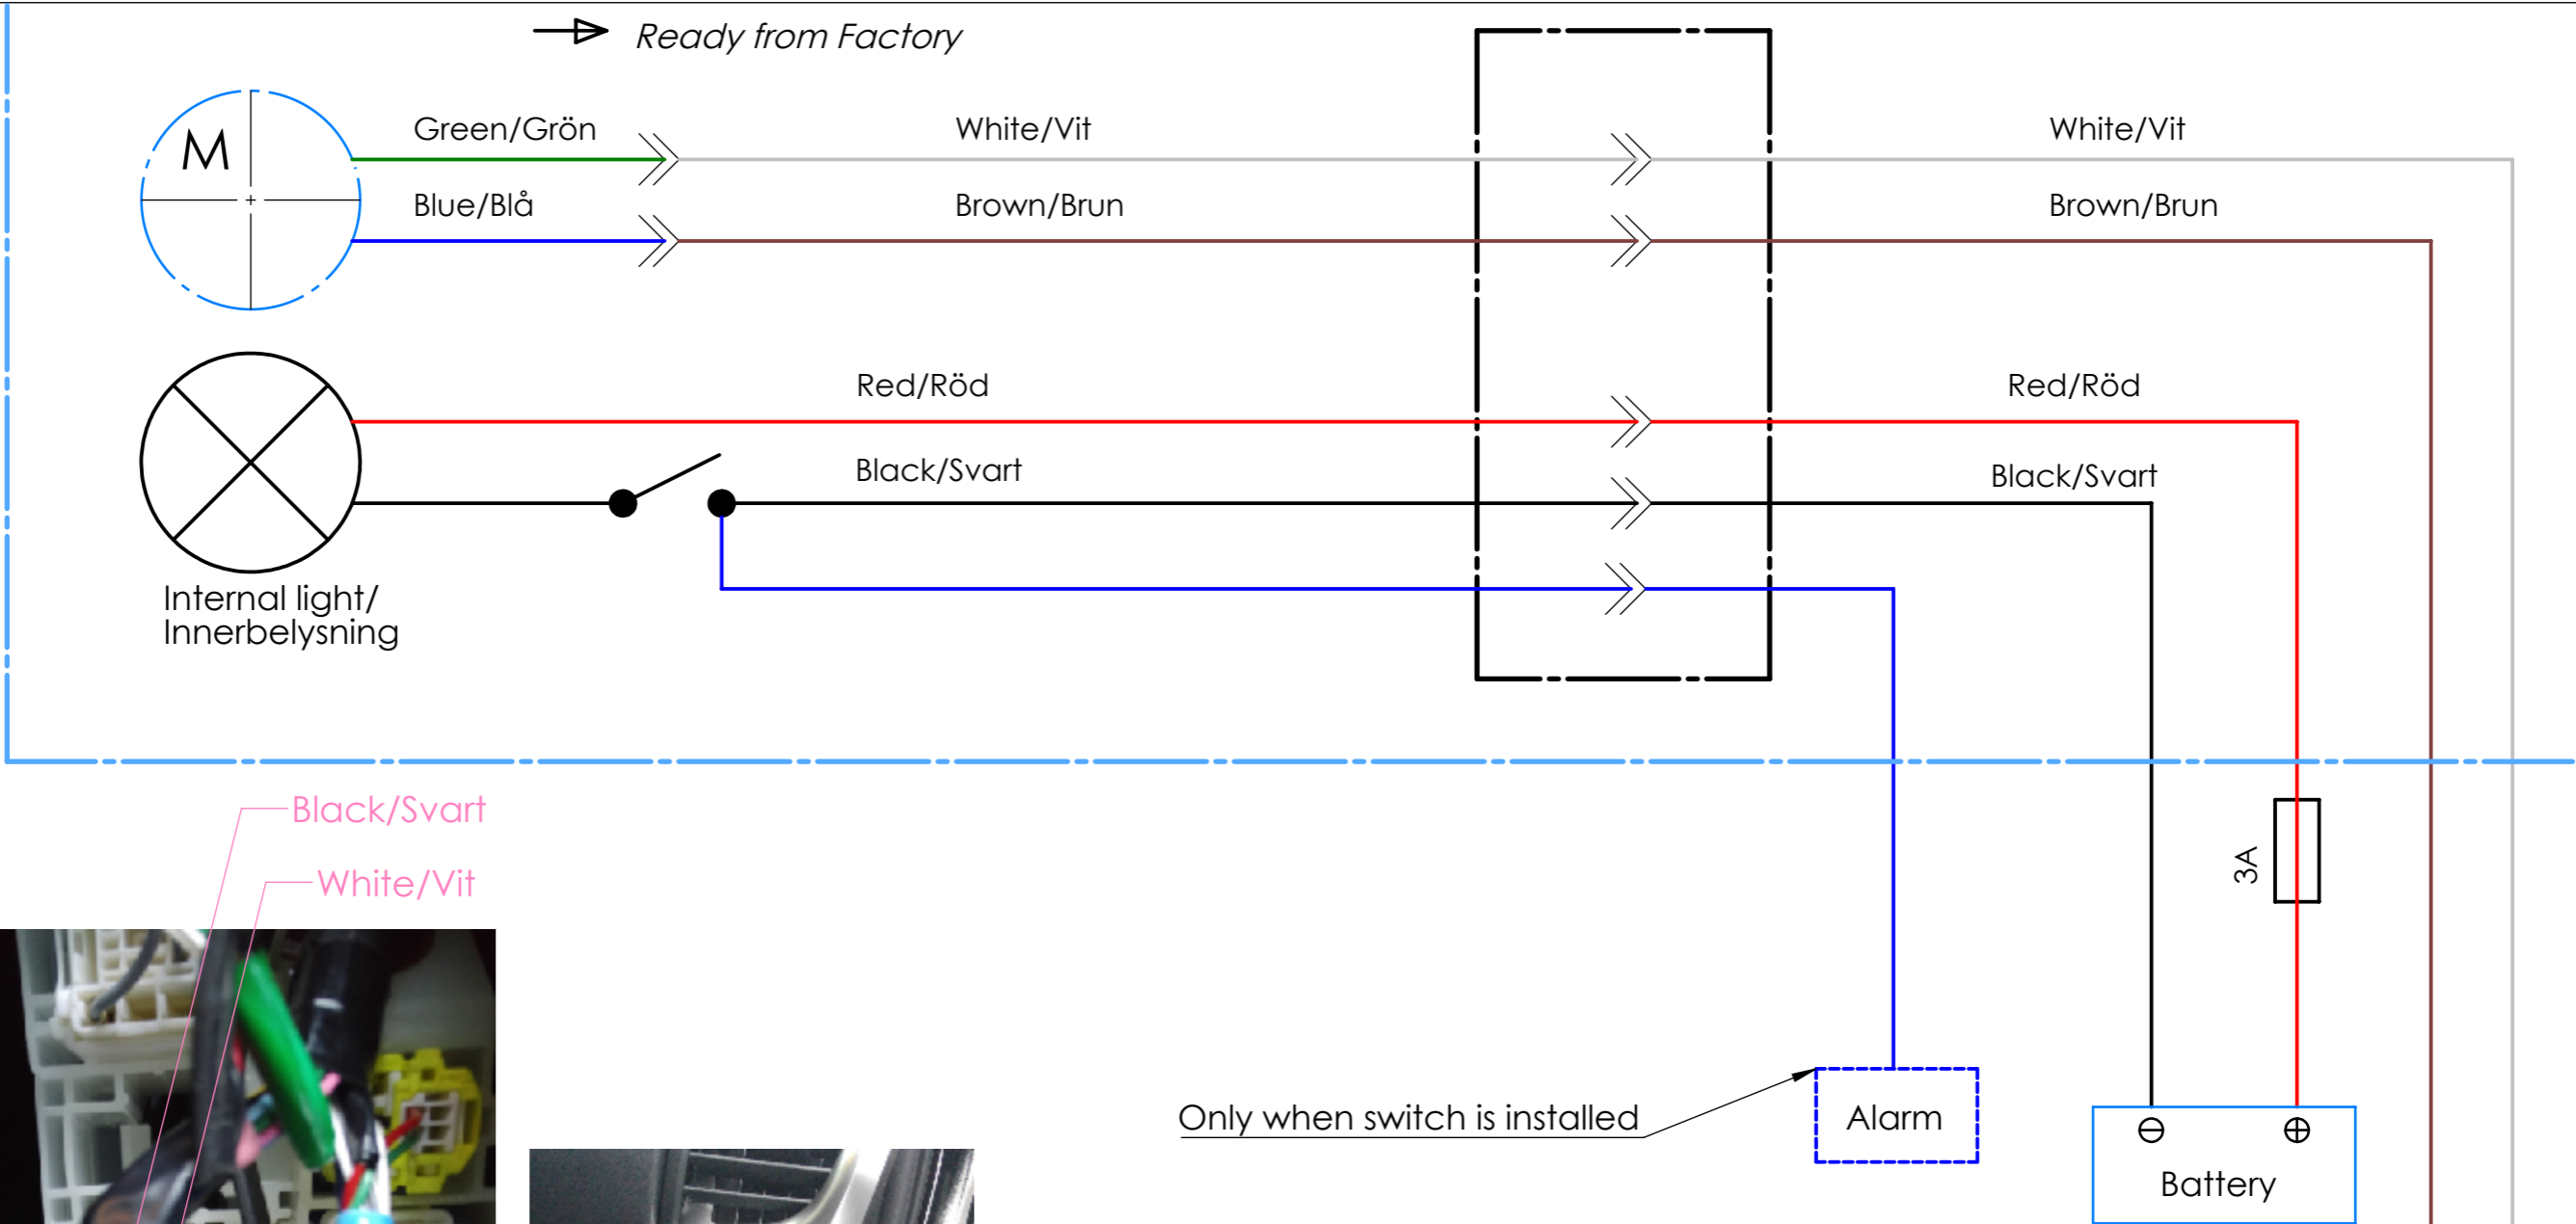 Ready from Factory
M
Green/Grön
White/Vit
White/Vit
Blue/Blå
Brown/Brun
Brown/Brun
Red/Röd
Red/Röd
Black/Svart
Black/Svart
Internal light/
Innerbelysning
Black/Svart
White/Vit
3A
Only when switch is installed
Alarm
Battery